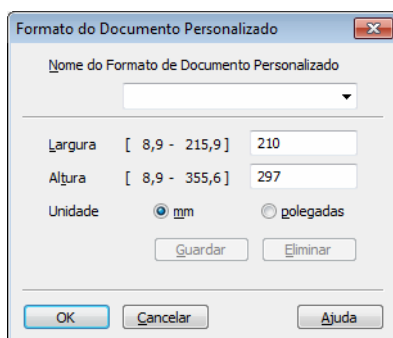 Formato do Documento Personalizado
Nome do Formato de Documento Personalizado
Largura [ 8,9 - 215,9 ] 210
Altura [ 8,9 - 355,6 ] 297
Unidade mm polegadas
Guardar Eliminar
OK Cancelar Ajuda